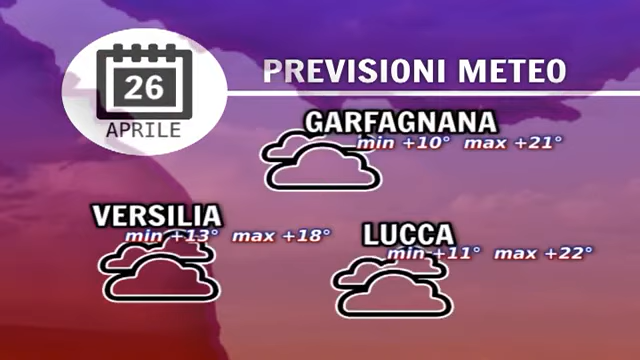 26
APRILE
PREVISIONI METEO
GARFAGNANA
min +10° max +21°
VERSILIA
min +13° max +18°
LUCCA
min +11° max +22°